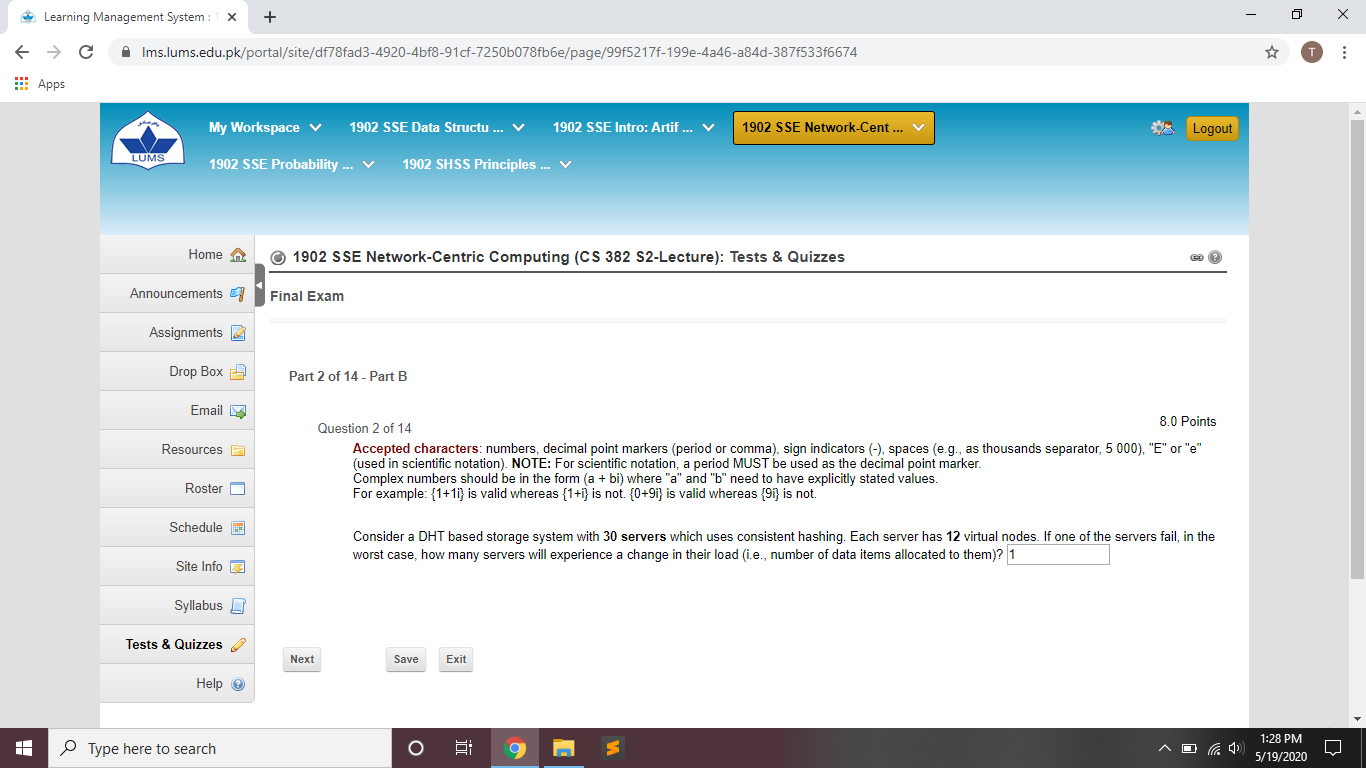 Learning Management System : 1
lms.lums.edu.pk/portal/site/df78fad3-4920-4bf8-91cf-7250b078fb6e/page/99f5217f-199e-4a46-a84d-387f533f6674
T
Apps
LUMS
My Workspace
1902 SSE Data Structu ...
1902 SSE Intro: Artif ...
1902 SSE Network-Cent ...
Logout
1902 SSE Probability ...
1902 SHSS Principles ...
Home
Announcements
Assignments
Drop Box
Email
Resources
Roster
Schedule
Site Info
Syllabus
Tests & Quizzes
Help
1902 SSE Network-Centric Computing (CS 382 S2-Lecture): Tests & Quizzes
Final Exam
Part 2 of 14 - Part B
Question 2 of 14
8.0 Points
Accepted characters: numbers, decimal point markers (period or comma), sign indicators (-), spaces (e.g., as thousands separator, 5 000), "E" or "e"
(used in scientific notation). NOTE: For scientific notation, a period MUST be used as the decimal point marker.
Complex numbers should be in the form (a + bi) where "a" and "b" need to have explicitly stated values.
For example: {1+1i} is valid whereas {1+i} is not. {0+9i} is valid whereas {9i} is not.
Consider a DHT based storage system with 30 servers which uses consistent hashing. Each server has 12 virtual nodes. If one of the servers fail, in the
worst case, how many servers will experience a change in their load (i.e., number of data items allocated to them)? 1
Next
Save
Exit
Type here to search
1:28 PM
5/19/2020